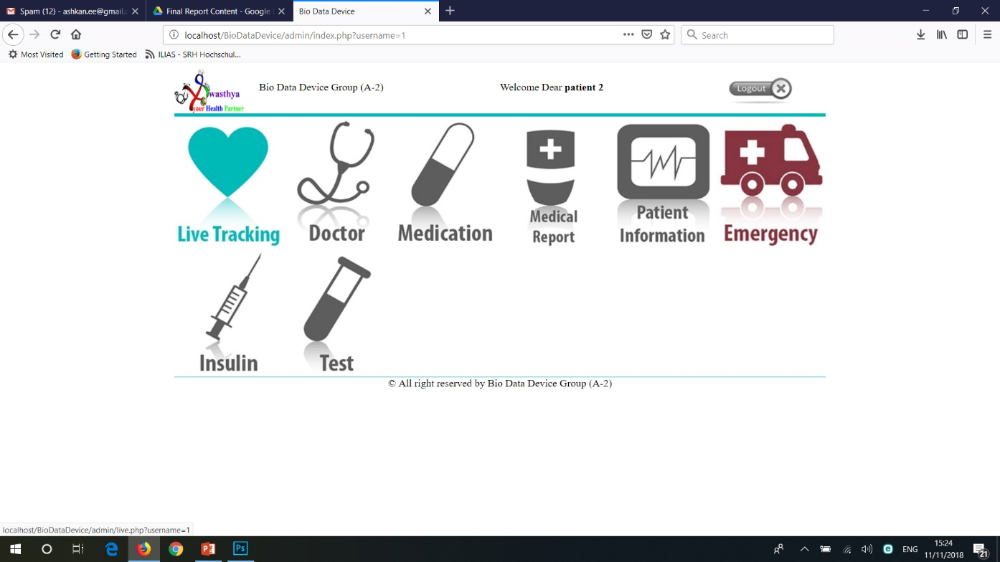 Spam (12) - ashkan.ee@gmail.c
Final Report Content - Google
Bio Data Device
localhost/BioDataDevice/admin/index.php?username=1
Search
Most Visited
Getting Started
ILIAS - SRH Hochschul...
wasthya
your Health Partner
Bio Data Device Group (A-2)
Welcome Dear patient 2
Logout
Live Tracking
Doctor
Medication
Medical
Report
Patient
Information
Emergency
Insulin
Test
© All right reserved by Bio Data Device Group (A-2)
localhost/BioDataDevice/admin/live.php?username=1
Ps
ENG
15:24
11/11/2018
21